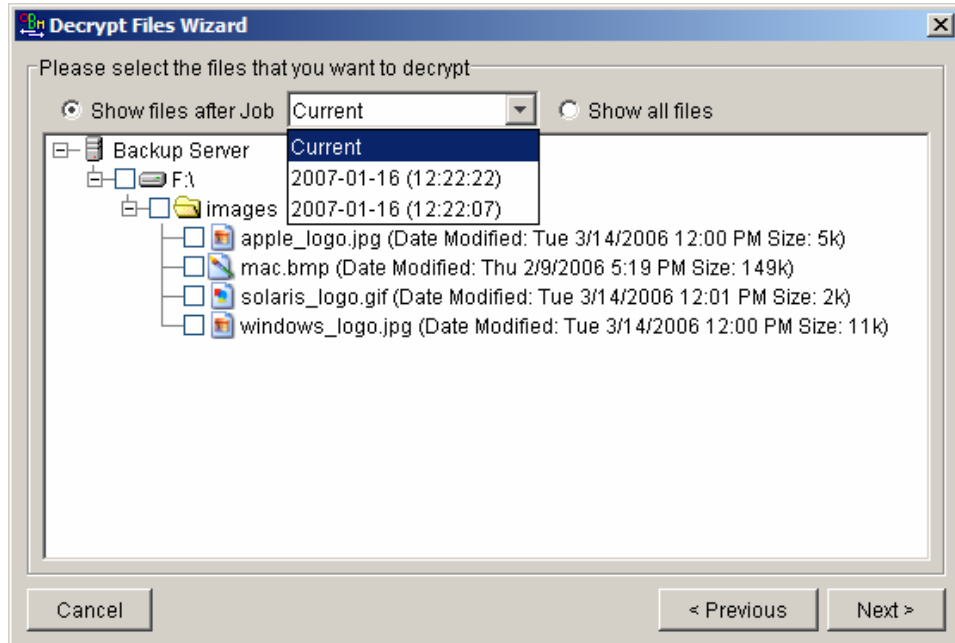 Decrypt Files Wizard
Please select the files that you want to decrypt
Show files after Job Current Show all files
Current
2007-01-16 (12:22:22)
2007-01-16 (12:22:07)
Backup Server
F:\
images
apple_logo.jpg (Date Modified: Tue 3/14/2006 12:00 PM Size: 5k)
mac.bmp (Date Modified: Thu 2/9/2006 5:19 PM Size: 149k)
solaris_logo.gif (Date Modified: Tue 3/14/2006 12:01 PM Size: 2k)
windows_logo.jpg (Date Modified: Tue 3/14/2006 12:00 PM Size: 11k)
Cancel < Previous Next >